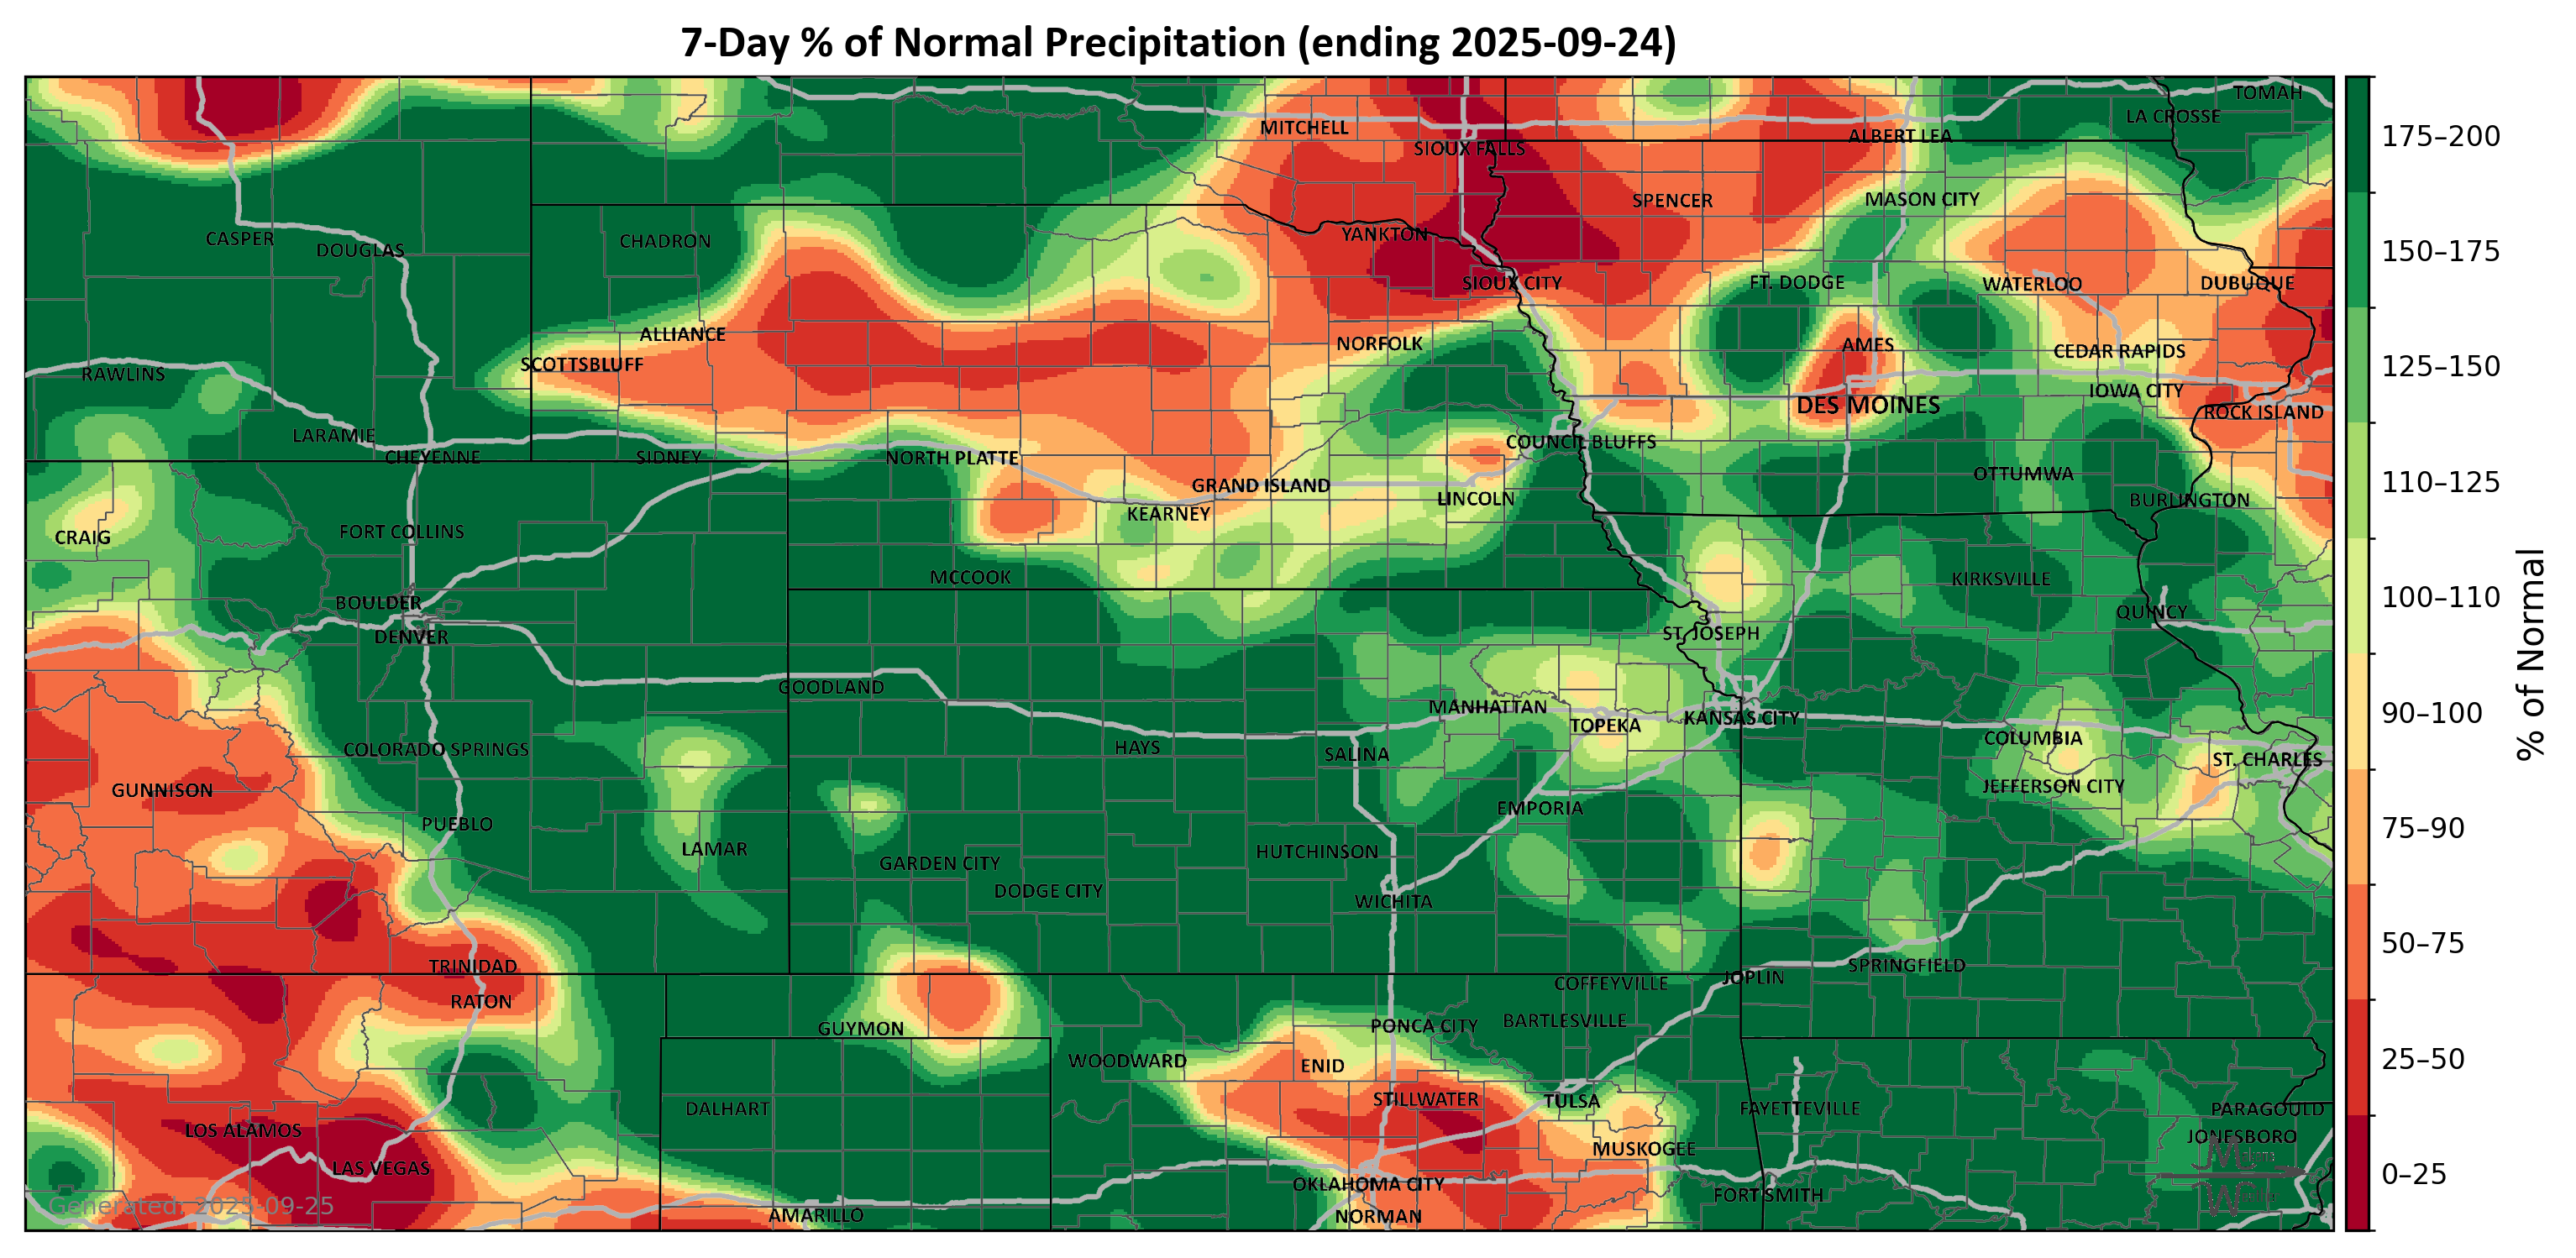 7-Day % of Normal Precipitation (ending 2025-09-24)
TOMAH
LA CROSSE
MITCHELL
ALBERT LEA
SIOUX FALLS
SPENCER
MASON CITY
CASPER
DOUGLAS
CHADRON
YANKTON
SIOUX CITY
FT. DODGE
WATERLOO
DUBUQUE
ALLIANCE
NORFOLK
AMES
CEDAR RAPIDS
SCOTTSBLUFF
RAWLINS
IOWA CITY
DES MOINES
ROCK ISLAND
LARAMIE
COUNCIL BLUFFS
CHEYENNE
SIDNEY
NORTH PLATTE
OTTUMWA
GRAND ISLAND
LINCOLN
BURLINGTON
KEARNEY
FORT COLLINS
CRAIG
MCCOOK
KIRKSVILLE
BOULDER
QUINCY
DENVER
ST. JOSEPH
GOODLAND
MANHATTAN
KANSAS CITY
TOPEKA
COLUMBIA
COLORADO SPRINGS
HAYS
SALINA
ST. CHARLES
GUNNISON
JEFFERSON CITY
EMPORIA
PUEBLO
LAMAR
HUTCHINSON
GARDEN CITY
DODGE CITY
WICHITA
TRINIDAD
SPRINGFIELD
JOPLIN
COFFEYVILLE
RATON
BARTLESVILLE
GUYMON
PONCA CITY
WOODWARD
ENID
STILLWATER
TULSA
DALHART
FAYETTEVILLE
PARAGOULD
LOS ALAMOS
JONESBORO
MUSKOGEE
LAS VEGAS
OKLAHOMA CITY
FORT SMITH
AMARILLO
NORMAN
Generated: 2025-09-25
175–200
150–175
125–150
110–125
100–110
90–100
75–90
50–75
25–50
0–25
% of Normal